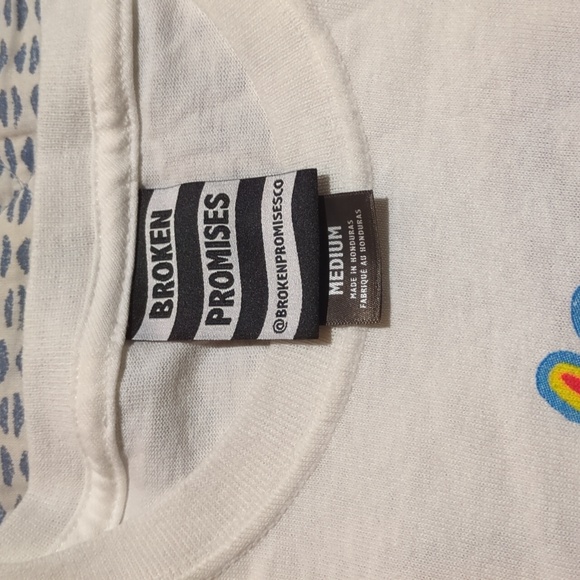 BROKEN
PROMISES
@BROKENPROMISESCO
MEDIUM
MADE IN HONDURAS
FABRIQUE AU HONDURAS